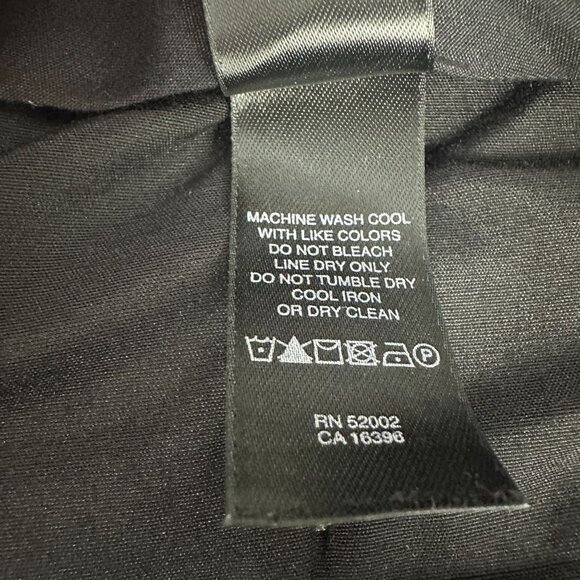 MACHINE WASH COOL
WITH LIKE COLORS
DO NOT BLEACH
LINE DRY ONLY
DO NOT TUMBLE DRY
COOL IRON
OR DRY CLEAN
P
RN 52002
CA 16396